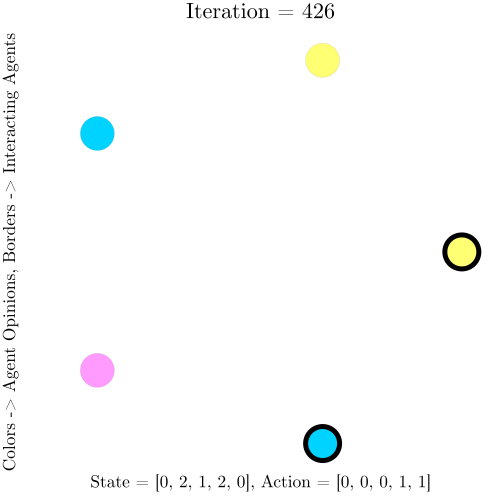 Iteration = 426
Colors -> Agent Opinions, Borders -> Interacting Agents
State = [0, 2, 1, 2, 0], Action = [0, 0, 0, 1, 1]